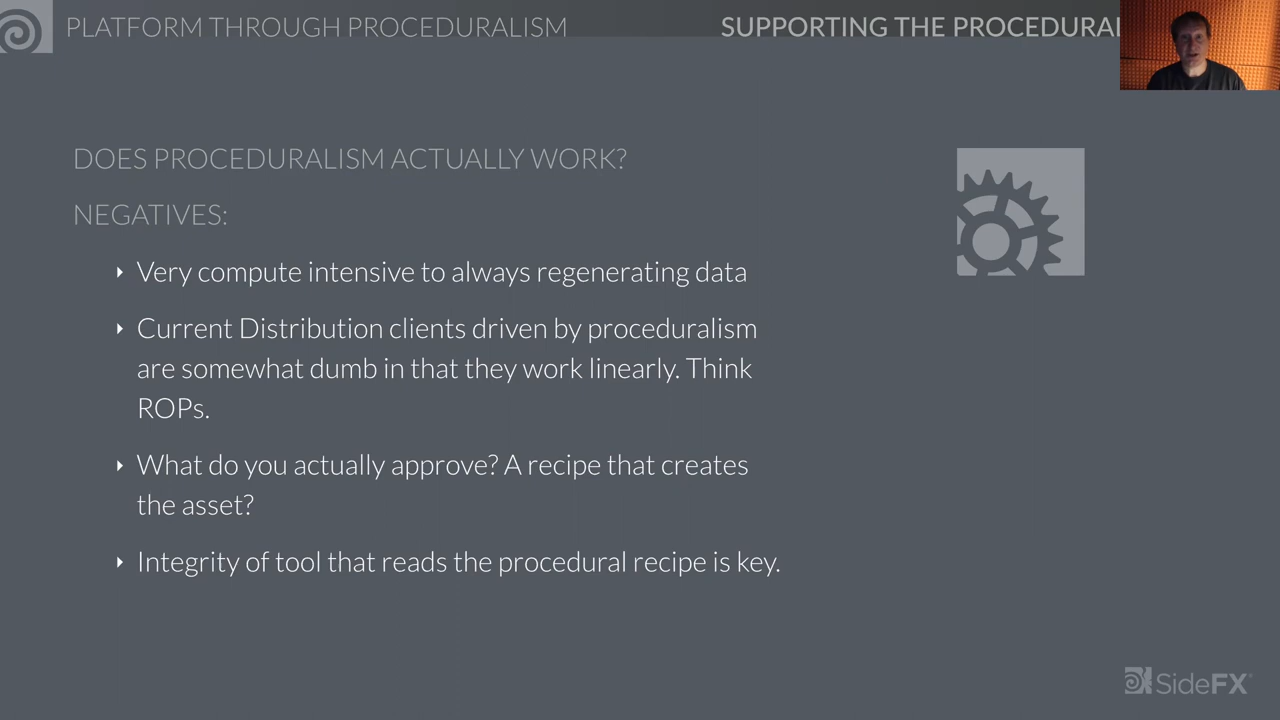 PLATFORM THROUGH PROCEDURALISM
SUPPORTING THE PROCEDURAL
DOES PROCEDURALISM ACTUALLY WORK?
NEGATIVES:
Very compute intensive to always regenerating data
Current Distribution clients driven by proceduralism
are somewhat dumb in that they work linearly. Think
ROPs.
What do you actually approve? A recipe that creates
the asset?
Integrity of tool that reads the procedural recipe is key.
SideFX